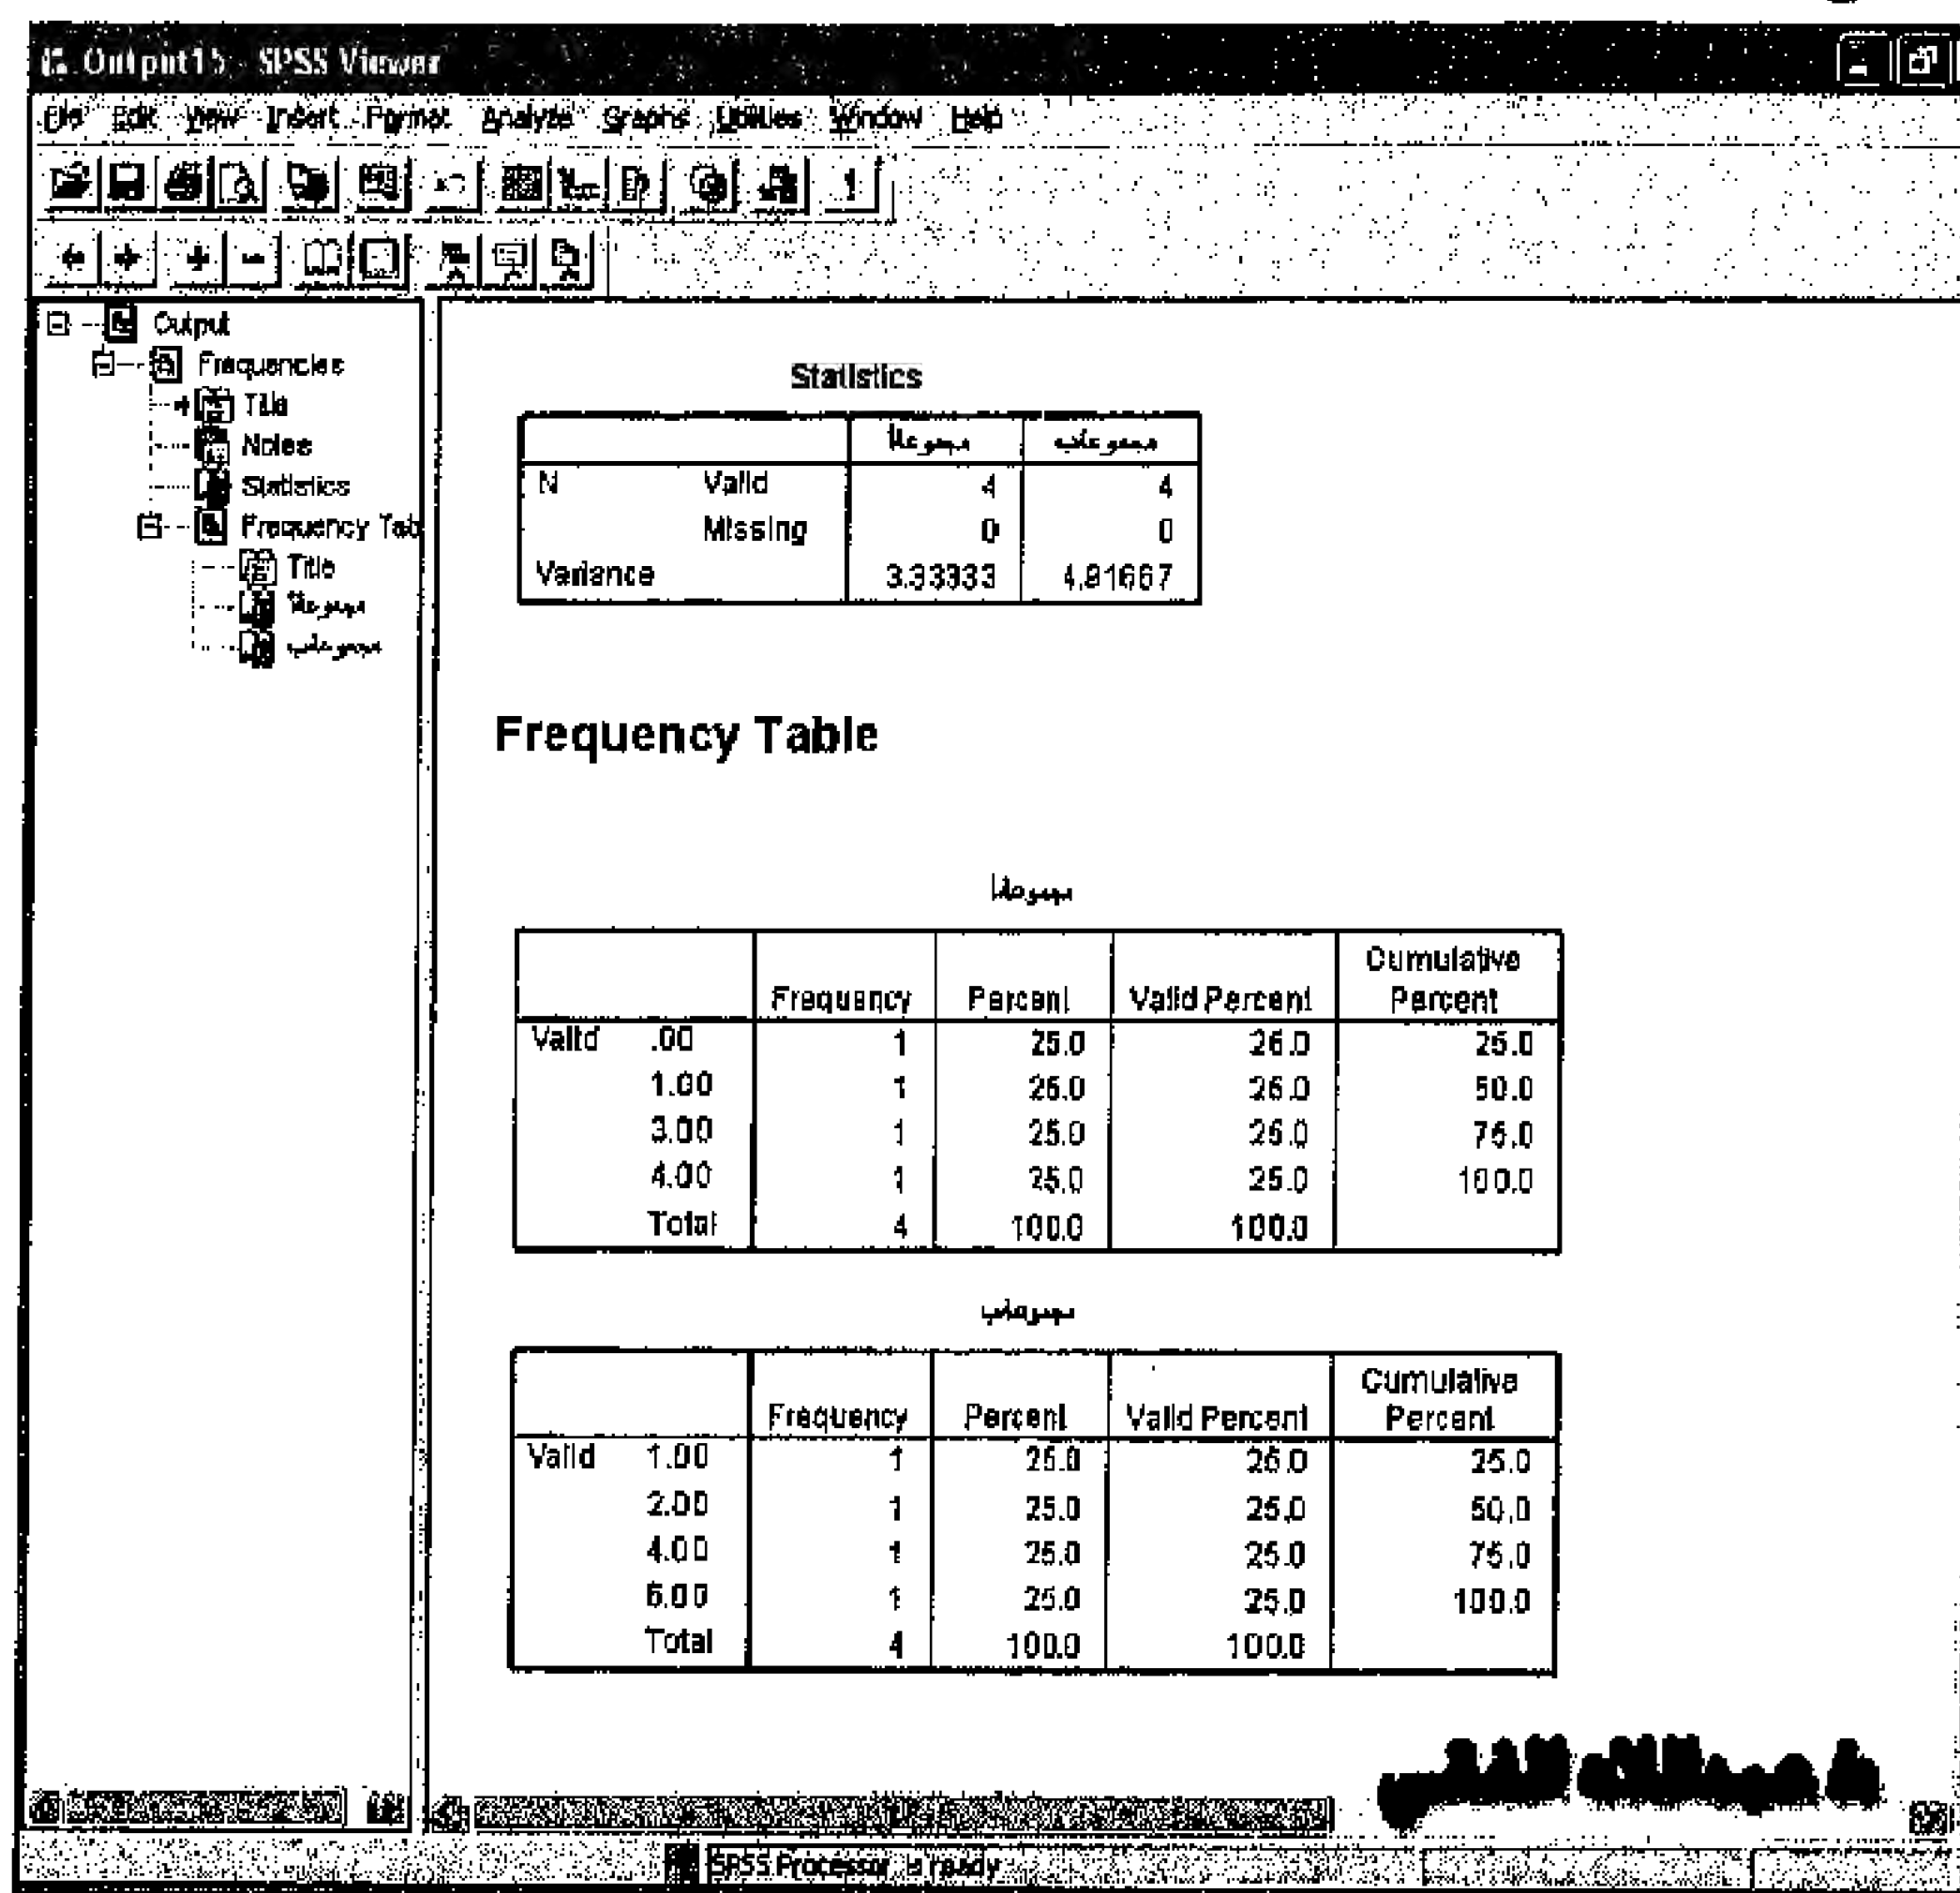 Output15 - SPSS Viewer
File Edit View Insert Format Analyze Graphs Utilities Window Help
Output
Frequencies
Title
Notes
Statistics
Frequency Tab
Title
Statistics
N Valid 4 4
Missing 0 0
Variance 3.33333 4.91667
Frequency Table
Frequency Percent Valid Percent Cumulative Percent
Valid .00 1 25.0 25.0 25.0
1.00 1 25.0 25.0 50.0
3.00 1 25.0 25.0 75.0
4.00 1 25.0 25.0 100.0
Total 4 100.0 100.0
Frequency Percent Valid Percent Cumulative Percent
Valid 1.00 1 25.0 25.0 25.0
2.00 1 25.0 25.0 50.0
4.00 1 25.0 25.0 75.0
6.00 1 25.0 25.0 100.0
Total 4 100.0 100.0
SPSS Processor is ready